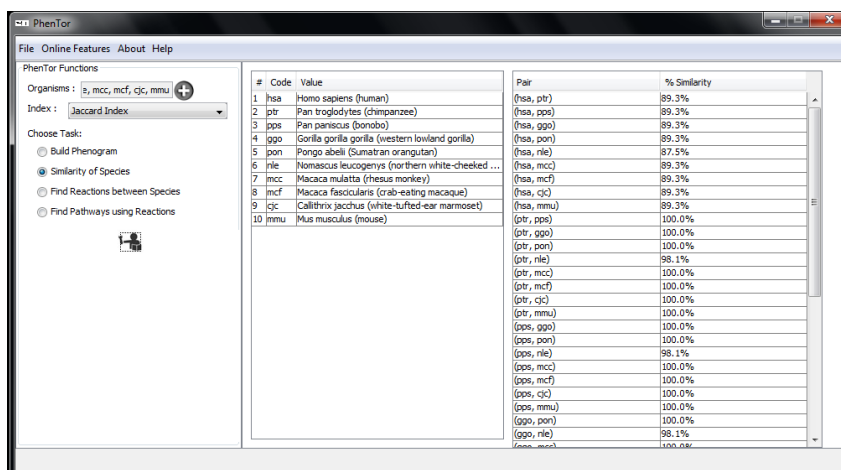 PhenTor
File Online Features About Help
PhenTor Functions
Organisms : e, mcc, mcf, cjc, mmu
Index : Jaccard Index
Choose Task:
Build Phenogram
Similarity of Species
Find Reactions between Species
Find Pathways using Reactions
# Code Value
1 hsa Homo sapiens (human)
2 ptr Pan troglodytes (chimpanzee)
3 pps Pan paniscus (bonobo)
4 ggo Gorilla gorilla gorilla (western lowland gorilla)
5 pon Pongo abelii (Sumatran orangutan)
6 nle Nomascus leucogenys (northern white-cheeked ...
7 mcc Macaca mulatta (rhesus monkey)
8 mcf Macaca fascicularis (crab-eating macaque)
9 cjc Callithrix jacchus (white-tufted-ear marmoset)
10 mmu Mus musculus (mouse)
Pair % Similarity
(hsa, ptr) 89.3%
(hsa, pps) 89.3%
(hsa, ggo) 89.3%
(hsa, pon) 89.3%
(hsa, nle) 87.5%
(hsa, mcc) 89.3%
(hsa, mcf) 89.3%
(hsa, cjc) 89.3%
(hsa, mmu) 89.3%
(ptr, pps) 100.0%
(ptr, ggo) 100.0%
(ptr, pon) 100.0%
(ptr, nle) 98.1%
(ptr, mcc) 100.0%
(ptr, mcf) 100.0%
(ptr, cjc) 100.0%
(ptr, mmu) 100.0%
(pps, ggo) 100.0%
(pps, pon) 100.0%
(pps, nle) 98.1%
(pps, mcc) 100.0%
(pps, mcf) 100.0%
(pps, cjc) 100.0%
(pps, mmu) 100.0%
(ggo, pon) 100.0%
(ggo, nle) 98.1%
(ggo, mcc) 100.0%